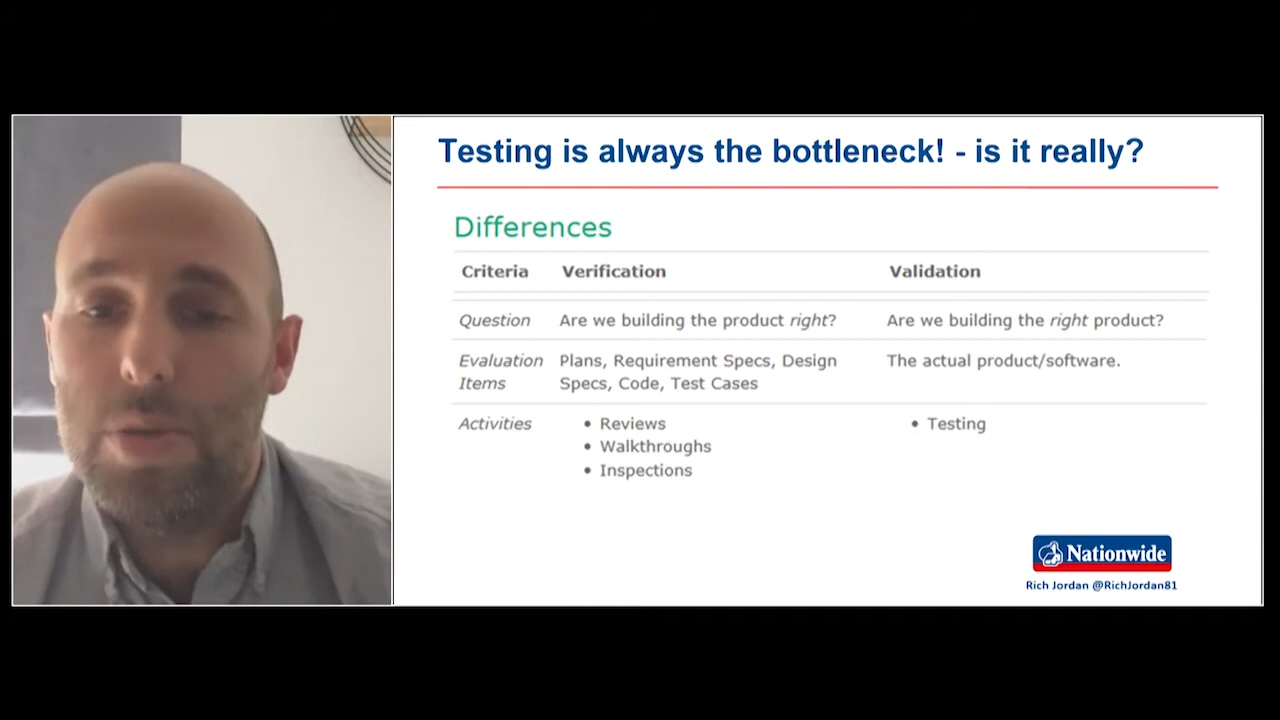 Testing is always the bottleneck! - is it really?
Differences
Criteria Verification Validation
Question Are we building the product right? Are we building the right product?
Evaluation Items Plans, Requirement Specs, Design The actual product/software.
Specs, Code, Test Cases
Activities • Reviews • Testing
• Walkthroughs
• Inspections
Nationwide
Rich Jordan @RichJordan81